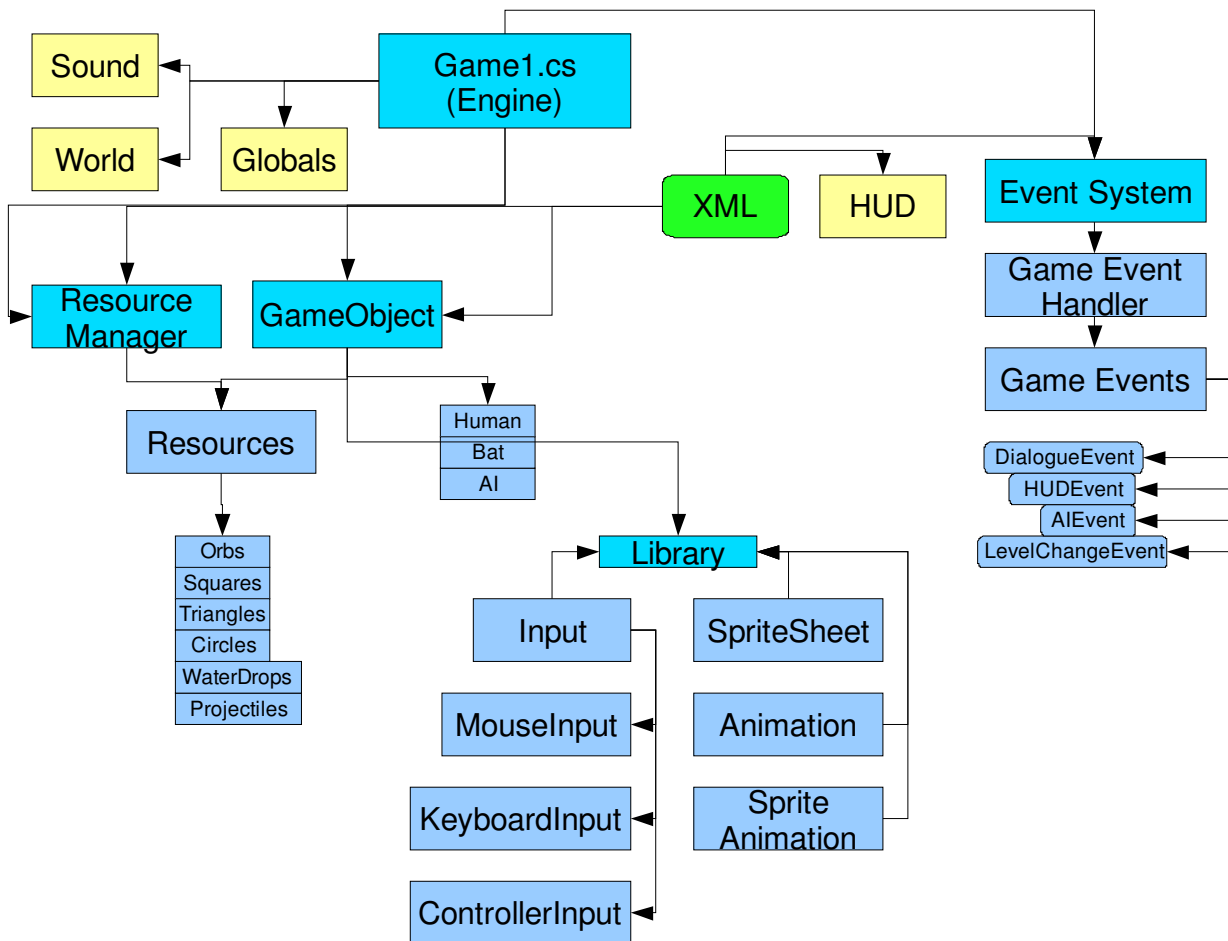 Sound
Game1.cs
(Engine)
World
Globals
XML
HUD
Event System
Game Event
Handler
Resource
Manager
GameObject
Game Events
Resources
Human
Bat
AI
DialogueEvent
HUDEvent
AIEvent
LevelChangeEvent
Orbs
Squares
Triangles
Circles
WaterDrops
Projectiles
Library
Input
SpriteSheet
MouseInput
Animation
KeyboardInput
Sprite
Animation
ControllerInput